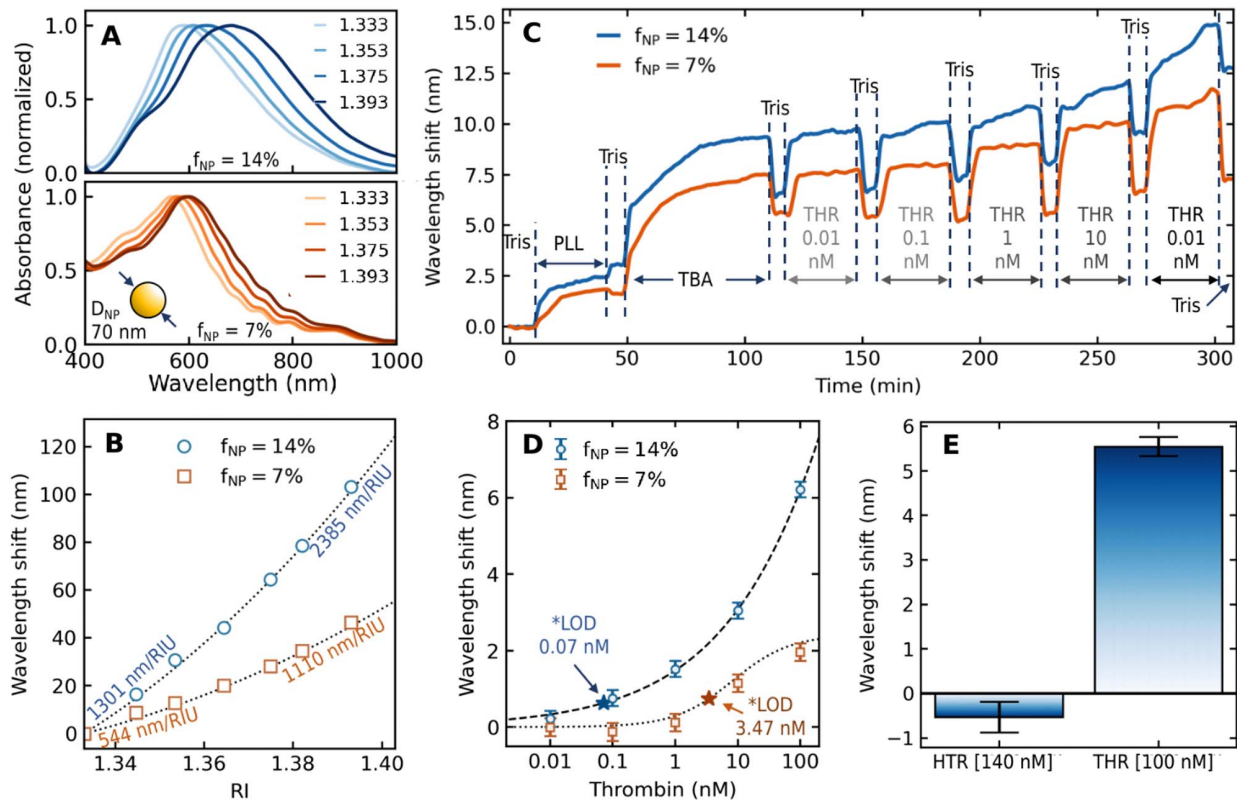 A
1.333
1.353
1.375
1.393
f_NP = 14%
1.0
0.5
0.0
Absorbance (normalized)
1.333
1.353
1.375
1.393
D_NP
70 nm
f_NP = 7%
1.0
0.5
0.0
400
600
800
1000
Wavelength (nm)
C
f_NP = 14%
f_NP = 7%
Wavelength shift (nm)
15.0
12.5
10.0
7.5
5.0
2.5
0.0
Tris
PLL
Tris
TBA
Tris
THR
0.01
nM
Tris
THR
0.1
nM
Tris
THR
1
nM
Tris
THR
10
nM
Tris
THR
0.01
nM
Tris
0
50
100
150
200
250
300
Time (min)
B
f_NP = 14%
f_NP = 7%
Wavelength shift (nm)
120
100
80
60
40
20
0
1301 nm/RIU
2385 nm/RIU
544 nm/RIU
1110 nm/RIU
1.34
1.36
1.38
1.40
RI
D
f_NP = 14%
f_NP = 7%
Wavelength shift (nm)
8
6
4
2
0
*LOD
0.07 nM
*LOD
3.47 nM
0.01
0.1
1
10
100
Thrombin (nM)
E
Wavelength shift (nm)
6
5
4
3
2
1
0
−1
HTR [140 nM]
THR [100 nM]